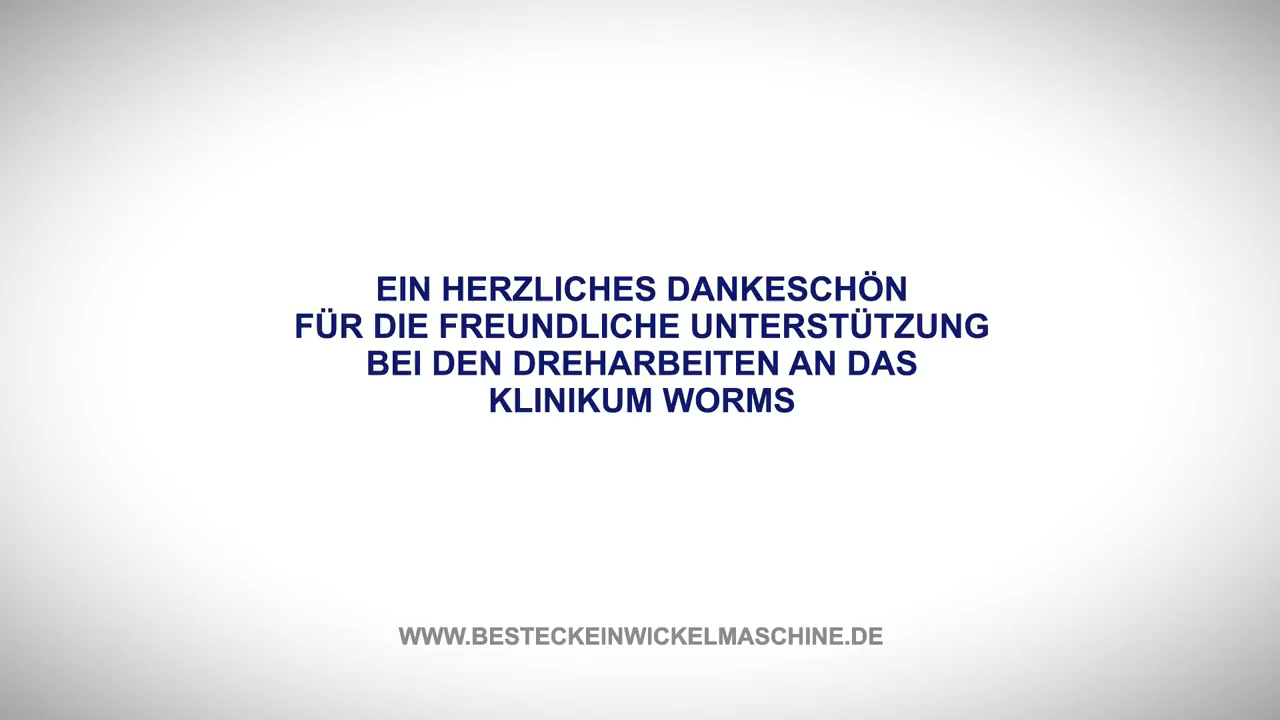 EIN HERZLICHES DANKESCHÖN
FÜR DIE FREUNDLICHE UNTERSTÜTZUNG
BEI DEN DREHARBEITEN AN DAS
KLINIKUM WORMS
WWW.BESTECKEINWICKELMASCHINE.DE